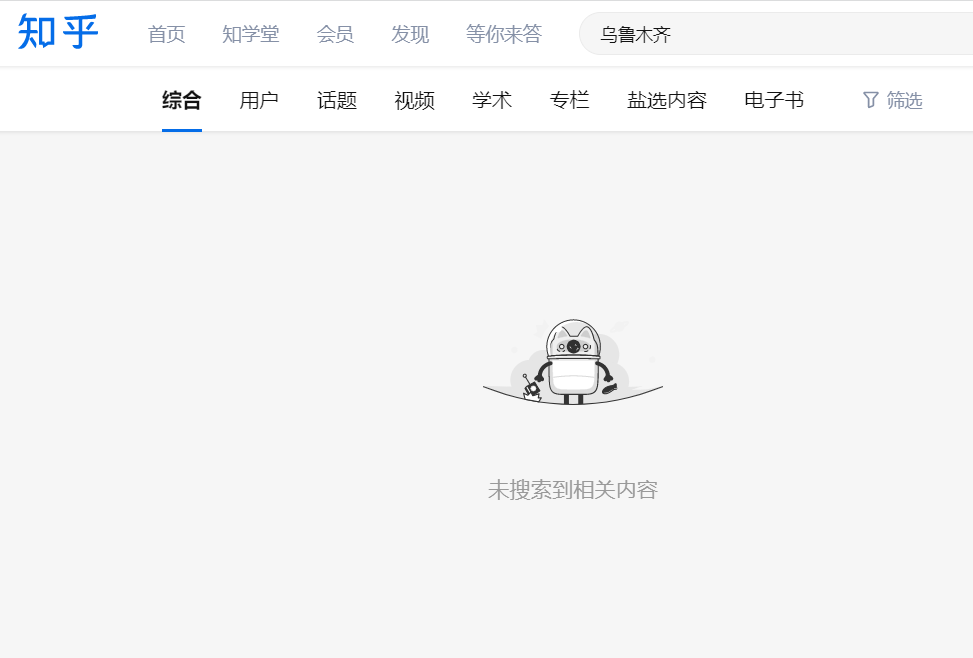 知乎 首页 知学堂 会员 发现 等你来答 乌鲁木齐
综合 用户 话题 视频 学术 专栏 盐选内容 电子书 筛选
未搜索到相关内容